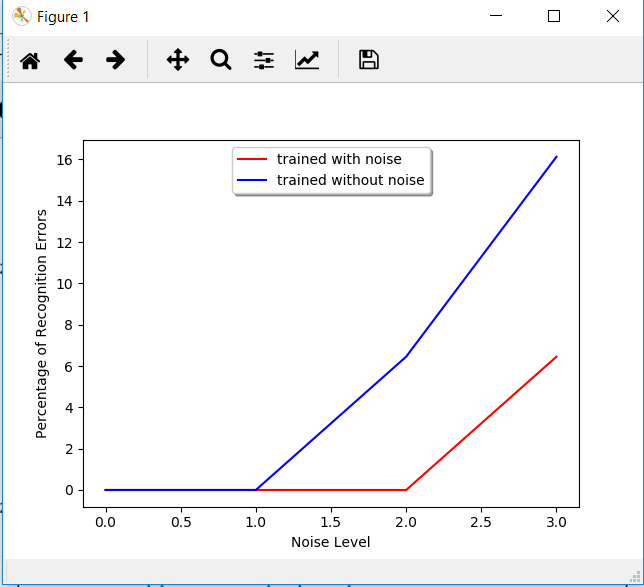 Figure 1
trained with noise
trained without noise
16
14
12
10
8
6
4
2
0
Percentage of Recognition Errors
0.0 0.5 1.0 1.5 2.0 2.5 3.0
Noise Level